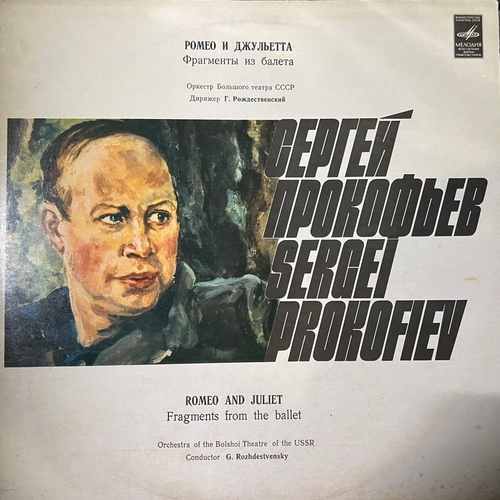 РОМЕО И ДЖУЛЬЕТТА
Фрагменты из балета
Оркестр Большого театра СССР
Дирижер Г. Рождественский
МЕЛОДИЯ
СЕРГЕЙ
ПРОКОФЬЕВ
SERGEI
PROKOFIEV
ROMEO AND JULIET
Fragments from the ballet
Orchestra of the Bolshoi Theatre of the USSR
Conductor G. Rozhdestvensky